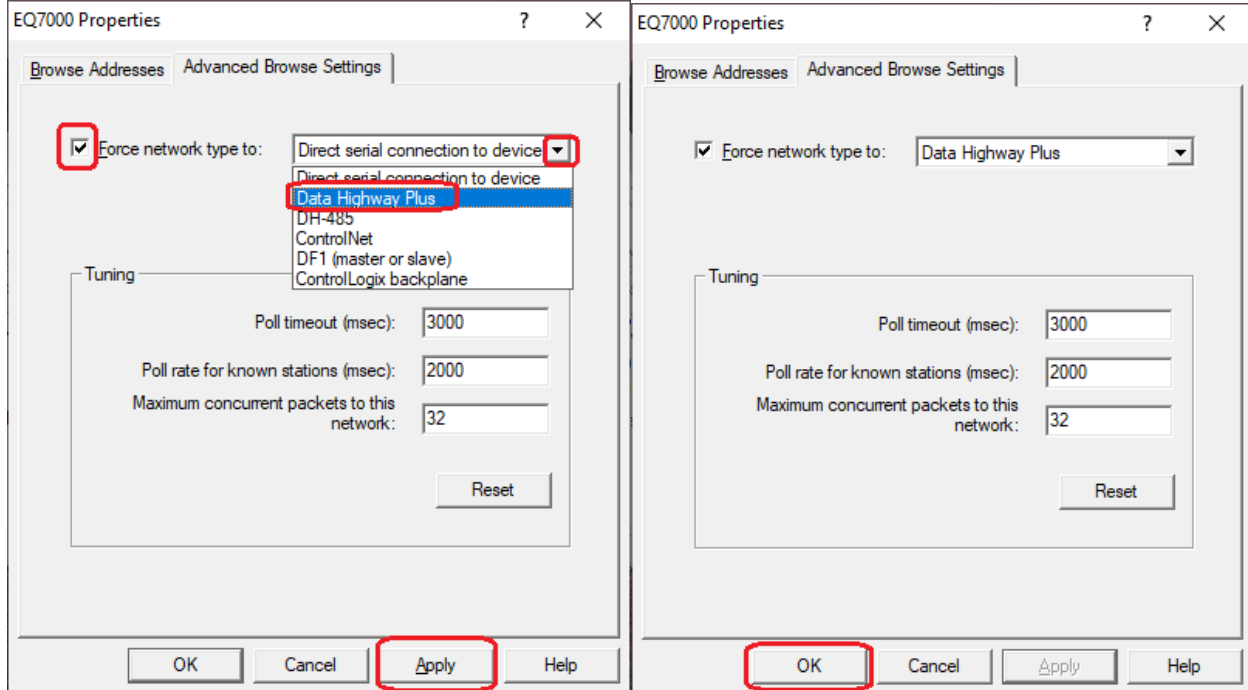 EQ7000 Properties ?
Browse Addresses Advanced Browse Settings
Force network type to: Direct serial connection to device
Direct serial connection to device
Data Highway Plus
DH-485
ControlNet
DF1 (master or slave)
ControlLogix backplane
Tuning
Poll timeout (msec): 3000
Poll rate for known stations (msec): 2000
Maximum concurrent packets to this
network: 32
Reset
OK Cancel Apply Help
EQ7000 Properties ?
Browse Addresses Advanced Browse Settings
Force network type to: Data Highway Plus
Tuning
Poll timeout (msec): 3000
Poll rate for known stations (msec): 2000
Maximum concurrent packets to this
network: 32
Reset
OK Cancel Apply Help